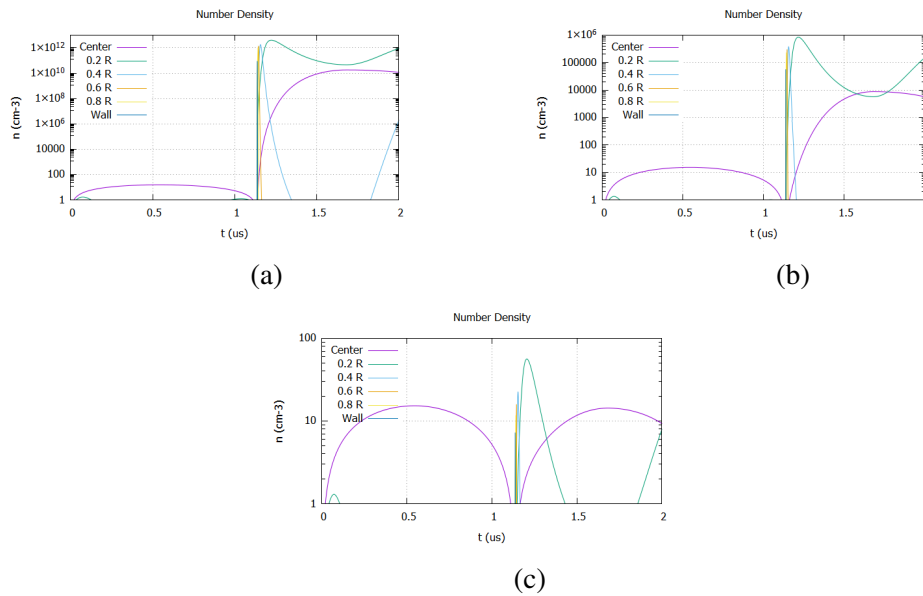 Number Density
n (cm-3)
1×10^12
1×10^10
1×10^8
1×10^6
10000
100
1
Center
0.2 R
0.4 R
0.6 R
0.8 R
Wall
0
0.5
1
1.5
2
t (us)
(a)
Number Density
n (cm-3)
1×10^6
100000
10000
1000
100
10
1
Center
0.2 R
0.4 R
0.6 R
0.8 R
Wall
0
0.5
1
1.5
t (us)
(b)
Number Density
n (cm-3)
100
10
1
Center
0.2 R
0.4 R
0.6 R
0.8 R
Wall
0
0.5
1
1.5
2
t (us)
(c)